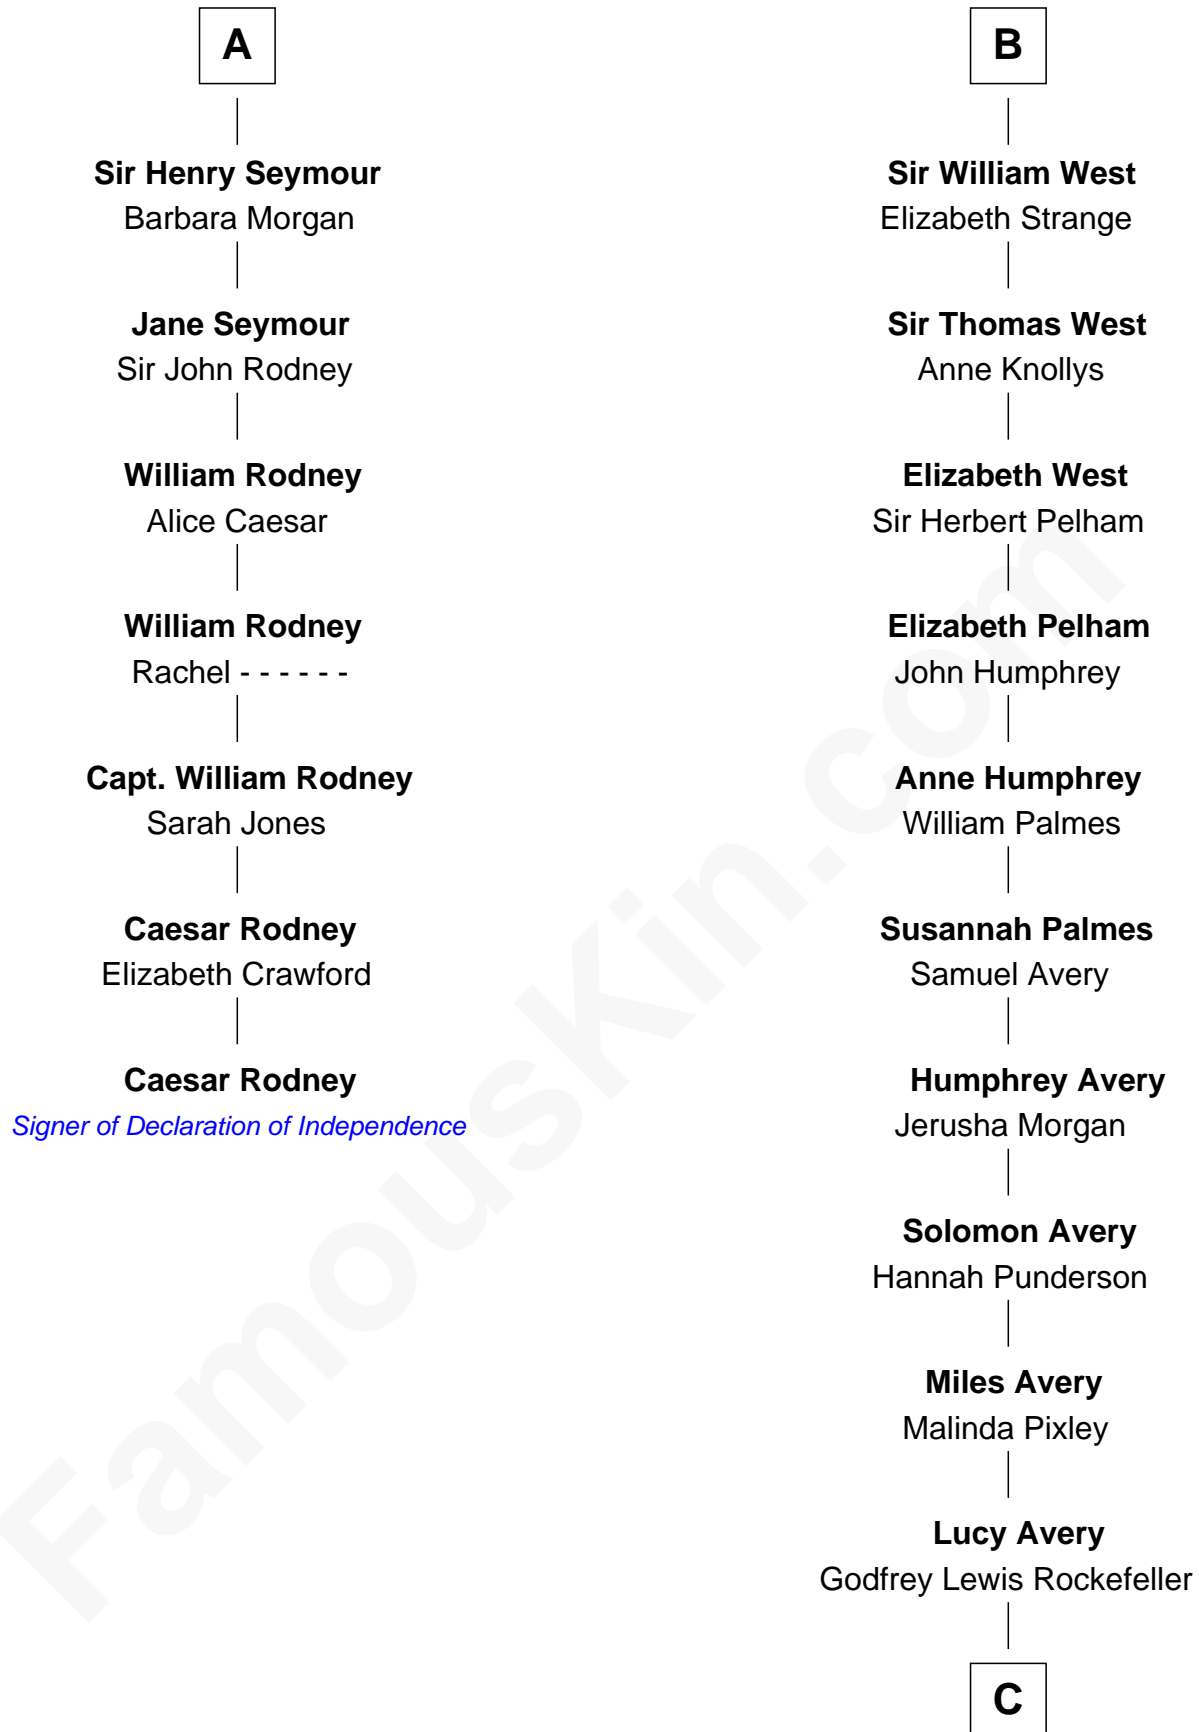 A
Sir Henry Seymour
Barbara Morgan
Jane Seymour
Sir John Rodney
William Rodney
Alice Caesar
William Rodney
Rachel - - - - - -
Capt. William Rodney
Sarah Jones
Caesar Rodney
Elizabeth Crawford
Caesar Rodney
Signer of Declaration of Independence
B
Sir William West
Elizabeth Strange
Sir Thomas West
Anne Knollys
Elizabeth West
Sir Herbert Pelham
Elizabeth Pelham
John Humphrey
Anne Humphrey
William Palmes
Susannah Palmes
Samuel Avery
Humphrey Avery
Jerusha Morgan
Solomon Avery
Hannah Punderson
Miles Avery
Malinda Pixley
Lucy Avery
Godfrey Lewis Rockefeller
C
FamousKin.com